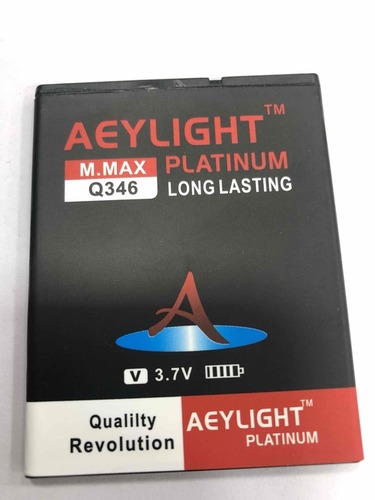 AEYLIGHT™
M.MAX PLATINUM
Q346 LONG LASTING
A
V 3.7V
Qualilty AEYLIGHT™
Revolution PLATINUM